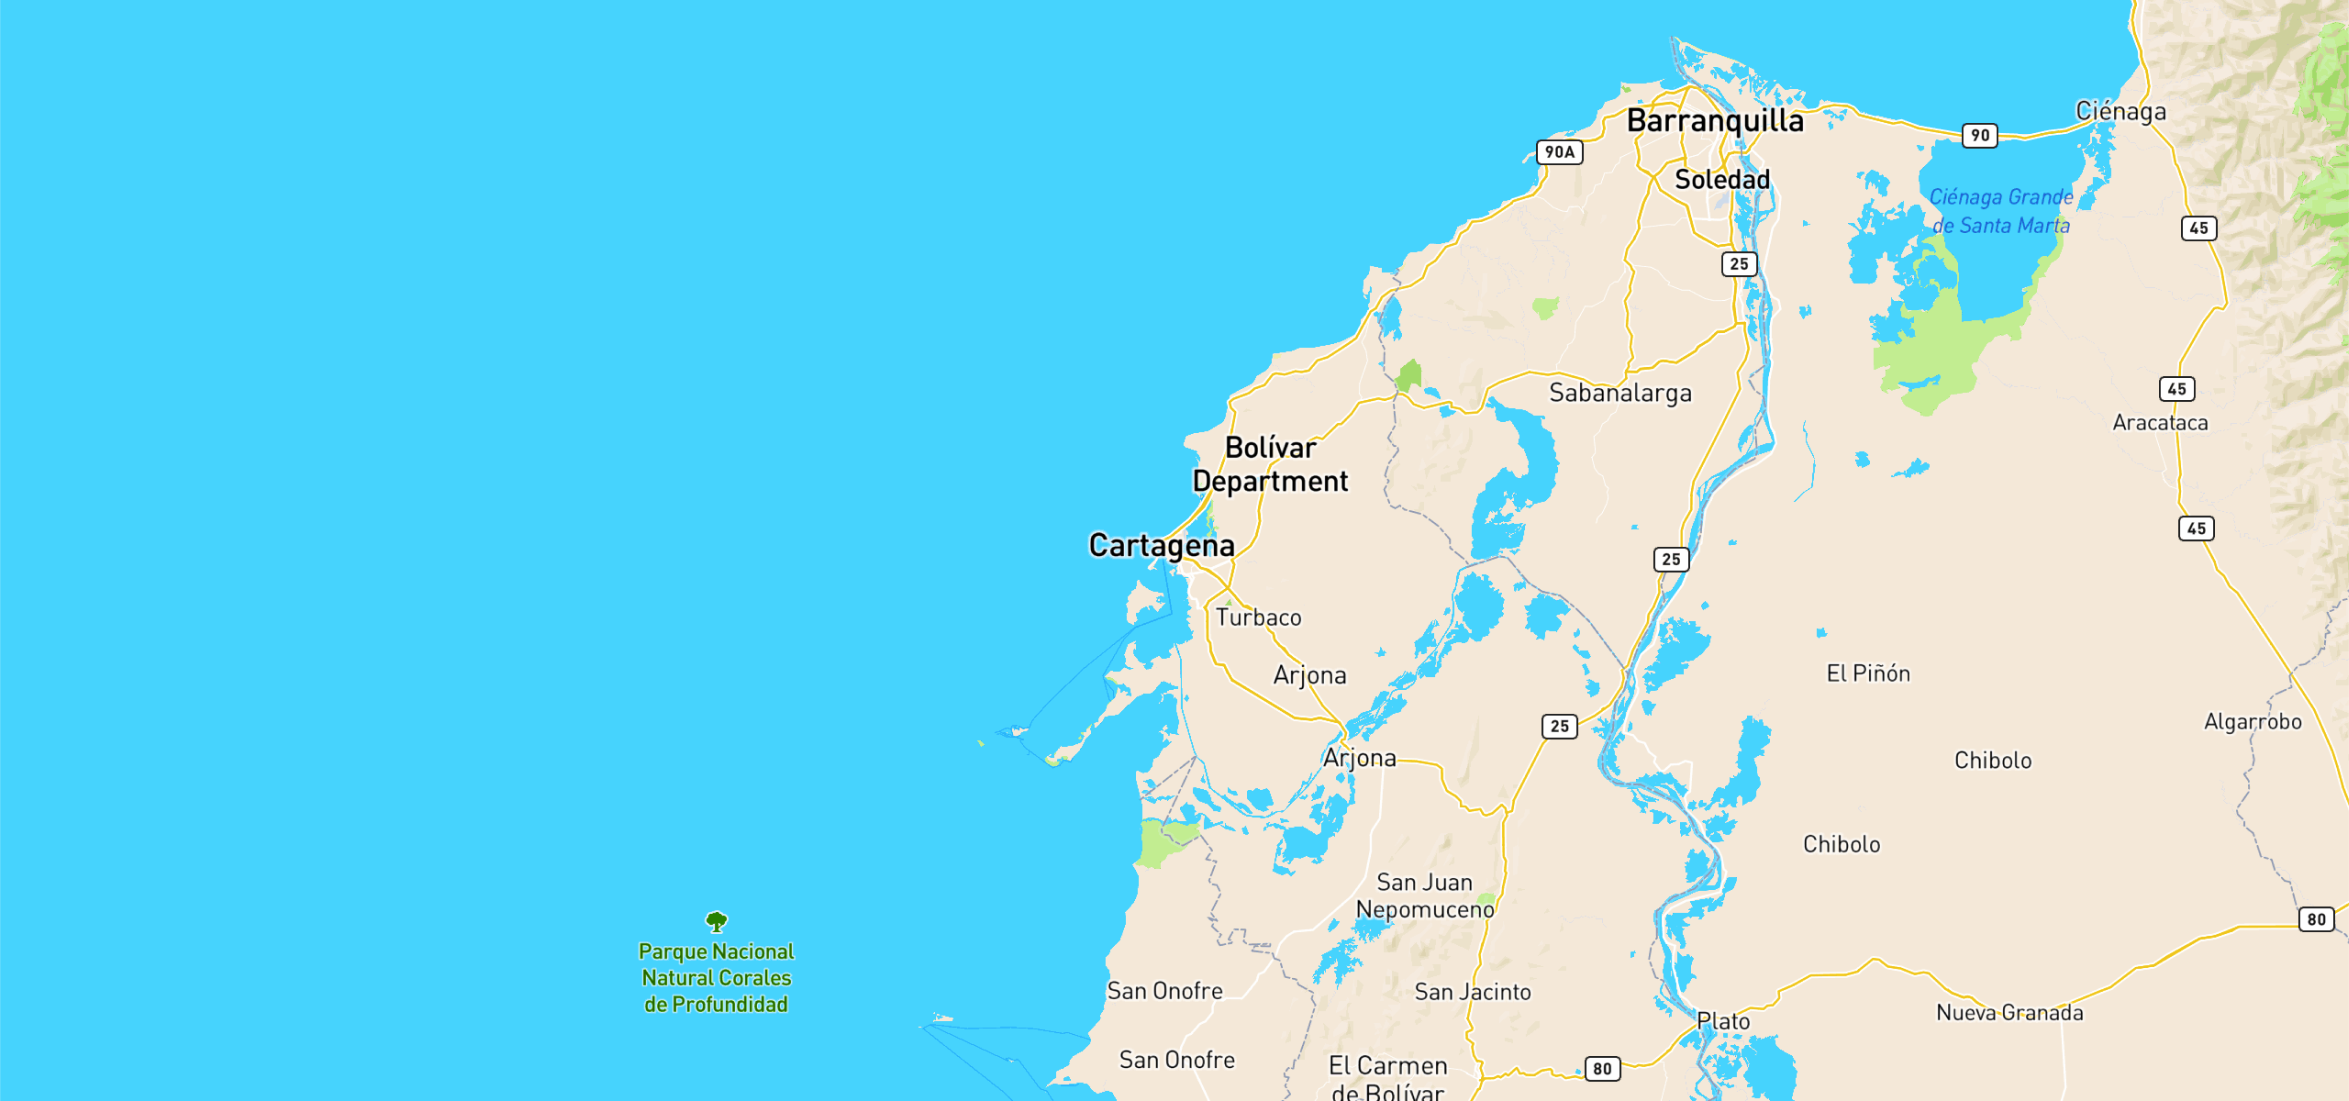 Barranquilla
Ciénaga
90
90A
Soledad
Ciénaga Grande
de Santa Marta
45
25
Sabanalarga
45
Aracataca
Bolívar
Department
45
Cartagena
25
Turbaco
Arjona
El Piñón
25
Algarrobo
Arjona
Chibolo
Chibolo
San Juan
Nepomuceno
80
Parque Nacional
Natural Corales
de Profundidad
San Onofre
San Jacinto
Plato
Nueva Granada
San Onofre
El Carmen
de Bolívar
80